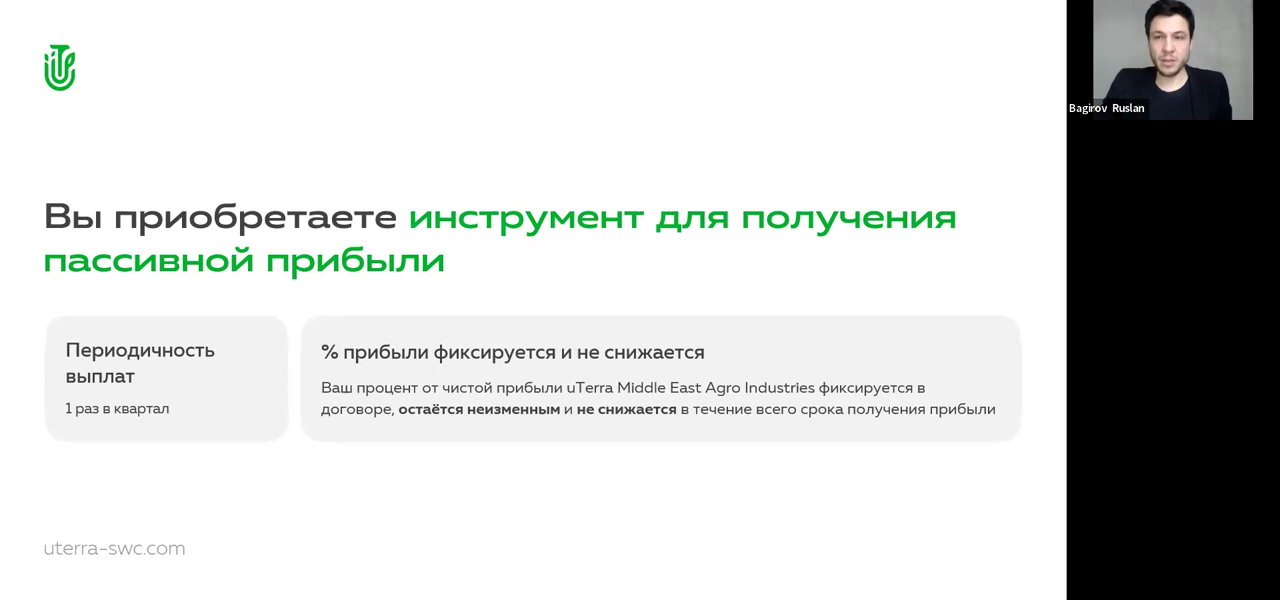 Вы приобретаете инструмент для получения
пассивной прибыли
Периодичность
выплат
1 раз в квартал
% прибыли фиксируется и не снижается
Ваш процент от чистой прибыли uTerra Middle East Agro Industries фиксируется в
договоре, остаётся неизменным и не снижается в течение всего срока получения прибыли
uterra-swc.com
Bagirov Ruslan